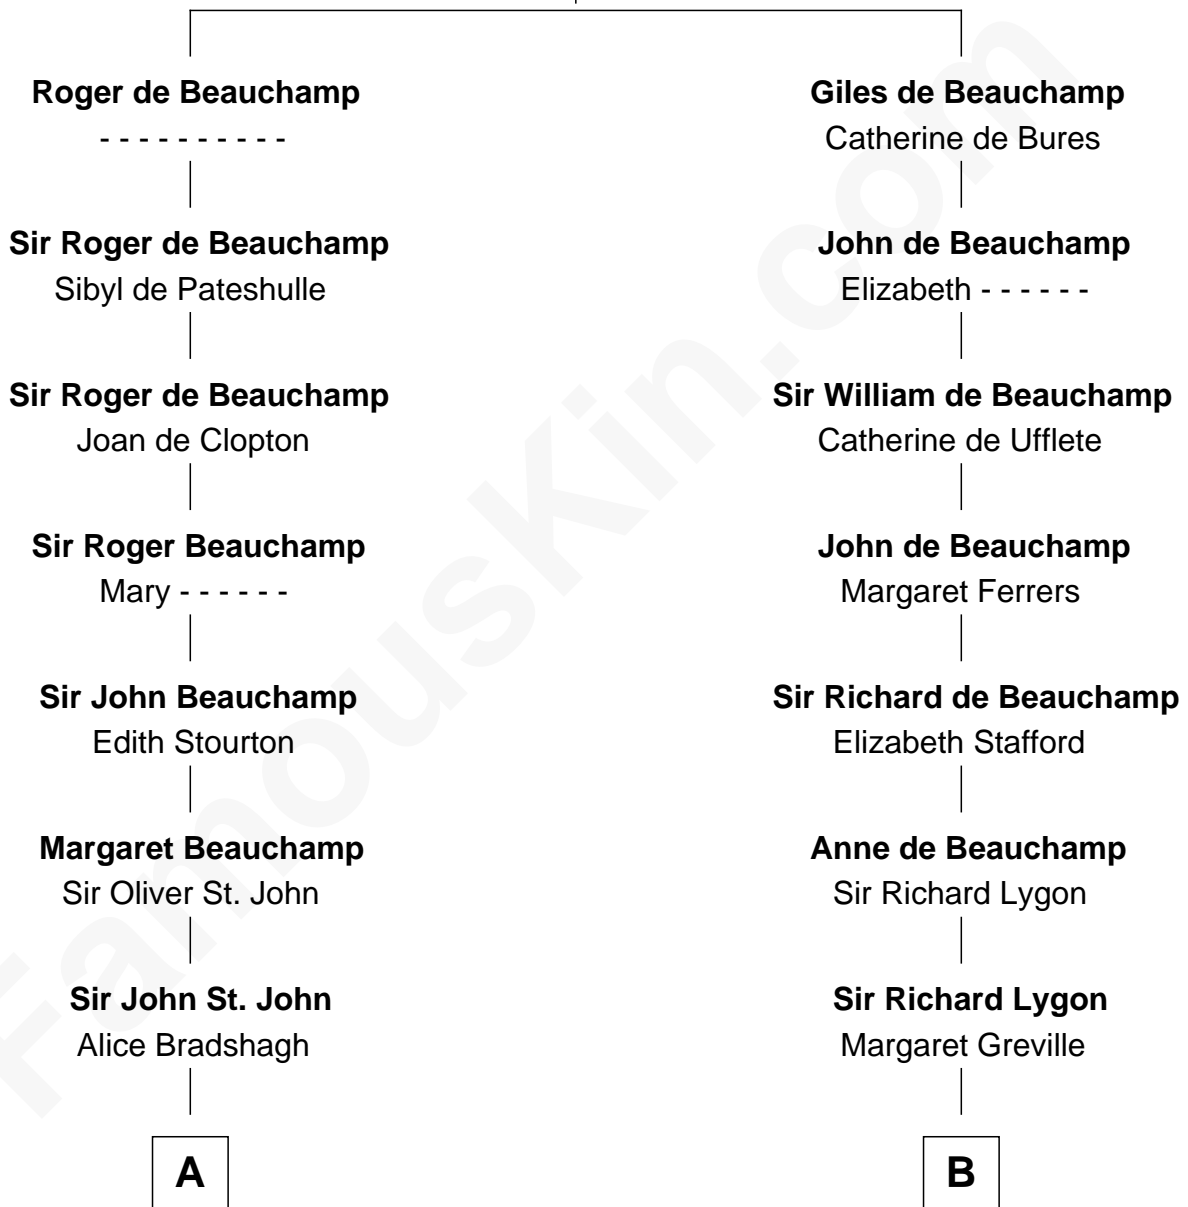 Roger de Beauchamp
- - - - - - - - - -
Sir Roger de Beauchamp
Sibyl de Pateshulle
Sir Roger de Beauchamp
Joan de Clopton
Sir Roger Beauchamp
Mary - - - - - -
Sir John Beauchamp
Edith Stourton
Margaret Beauchamp
Sir Oliver St. John
Sir John St. John
Alice Bradshagh
A
Giles de Beauchamp
Catherine de Bures
John de Beauchamp
Elizabeth - - - - - -
Sir William de Beauchamp
Catherine de Ufflete
John de Beauchamp
Margaret Ferrers
Sir Richard de Beauchamp
Elizabeth Stafford
Anne de Beauchamp
Sir Richard Lygon
Sir Richard Lygon
Margaret Greville
B
FamousKin.com